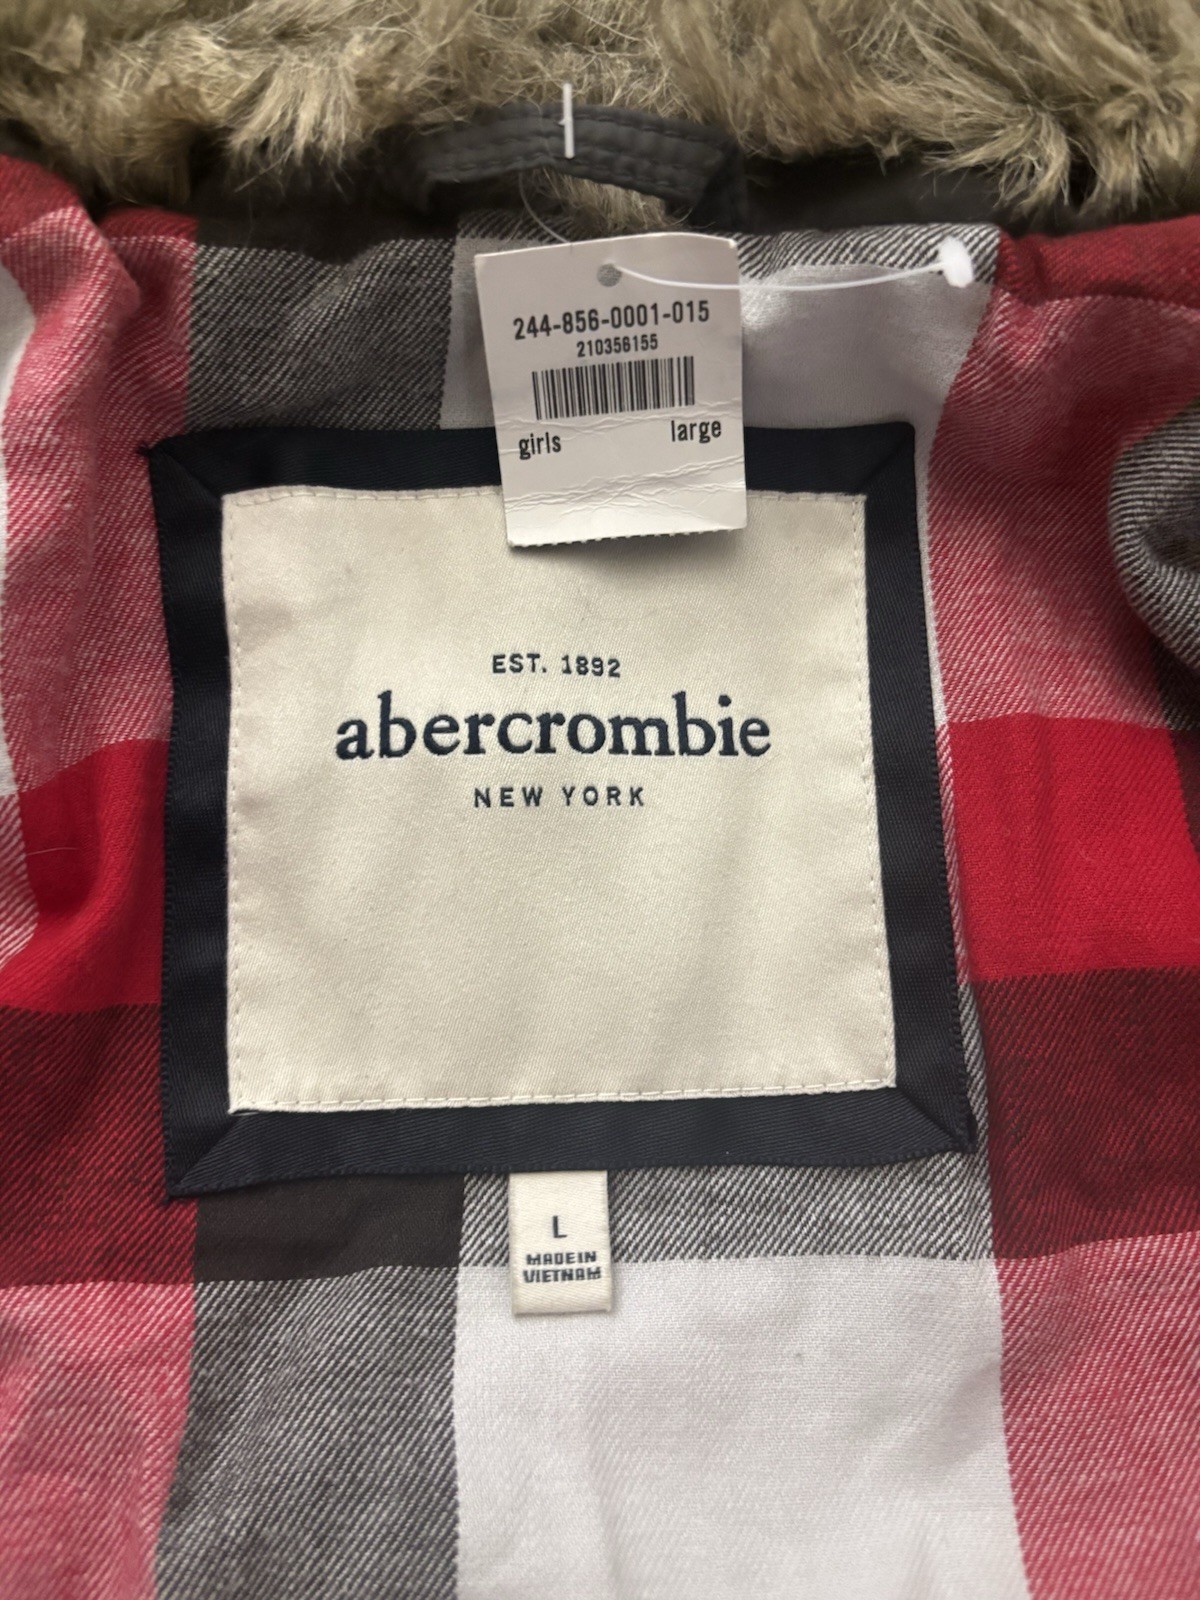 244-856-0001-015
210356155
girls large
EST. 1892
abercrombie
NEW YORK
L
MADE IN
VIETNAM